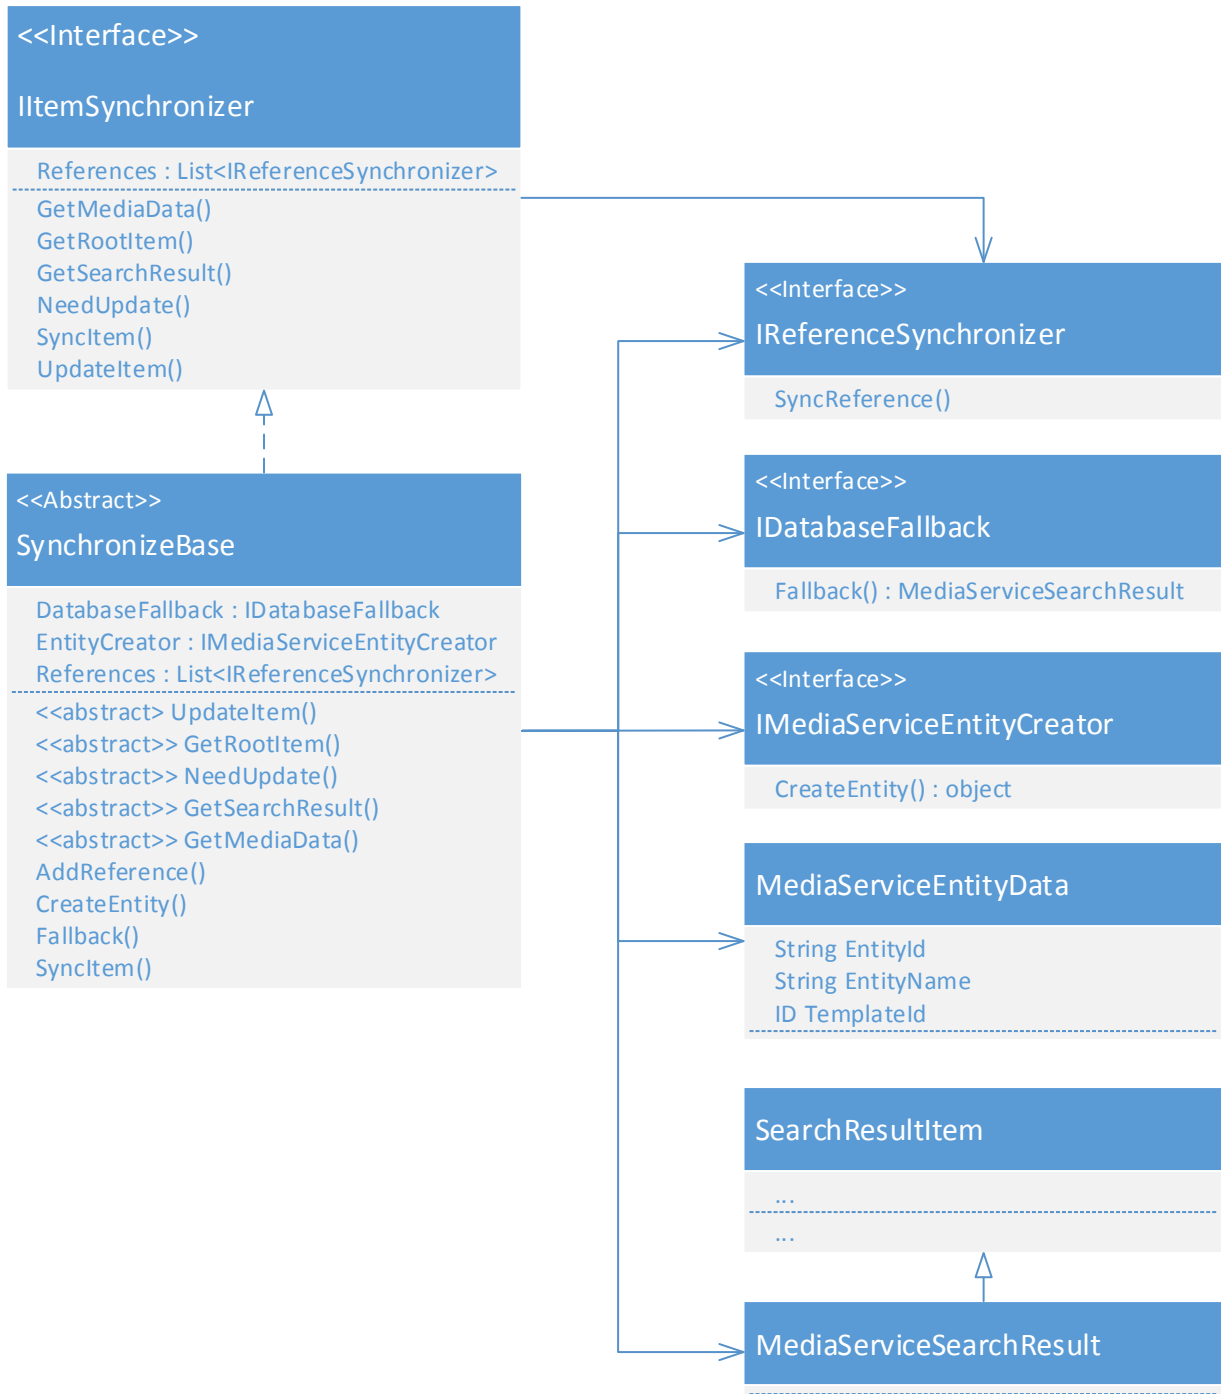 <<Interface>>
IItemSynchronizer
References : List<IReferenceSynchronizer>
GetMediaData()
GetRootItem()
GetSearchResult()
NeedUpdate()
SyncItem()
UpdateItem()
<<Abstract>>
SynchronizeBase
DatabaseFallback : IDatabaseFallback
EntityCreator : IMediaServiceEntityCreator
References : List<IReferenceSynchronizer>
<<abstract> UpdateItem()
<<abstract>> GetRootItem()
<<abstract>> NeedUpdate()
<<abstract>> GetSearchResult()
<<abstract>> GetMediaData()
AddReference()
CreateEntity()
Fallback()
SyncItem()
<<Interface>>
IReferenceSynchronizer
SyncReference()
<<Interface>>
IDatabaseFallback
Fallback() : MediaServiceSearchResult
<<Interface>>
IMediaServiceEntityCreator
CreateEntity() : object
MediaServiceEntityData
String EntityId
String EntityName
ID TemplateId
SearchResultItem
...
...
MediaServiceSearchResult